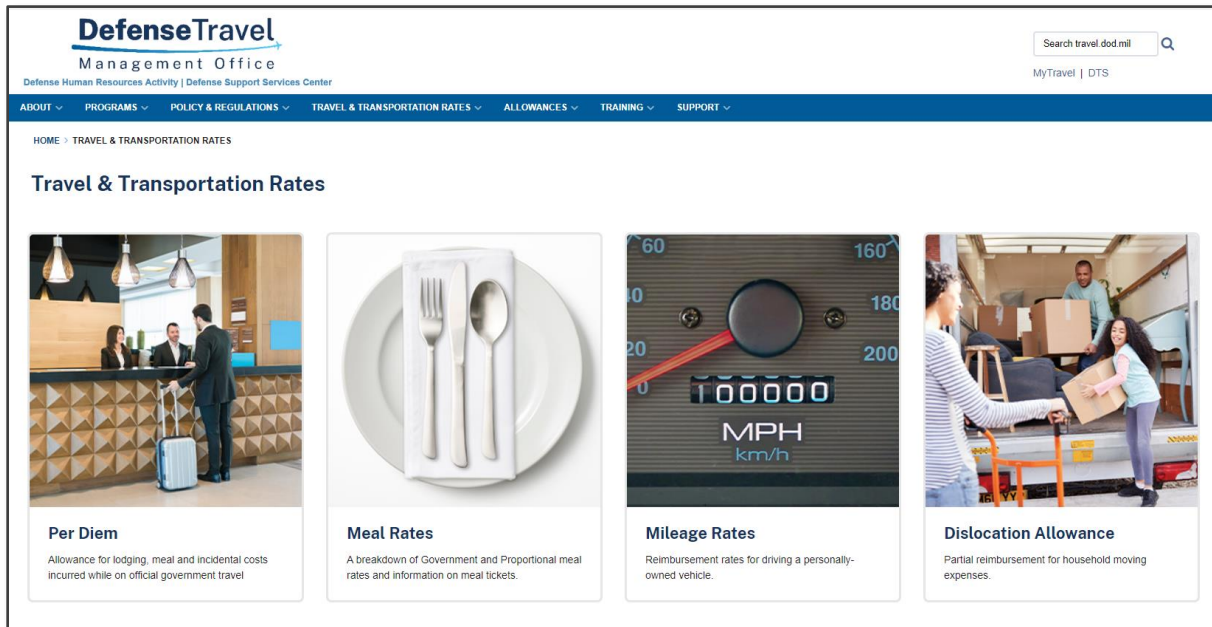 DefenseTravel
Management Office
Defense Human Resources Activity | Defense Support Services Center
Search travel.dod.mil
MyTravel | DTS
ABOUT PROGRAMS POLICY & REGULATIONS TRAVEL & TRANSPORTATION RATES ALLOWANCES TRAINING SUPPORT
HOME > TRAVEL & TRANSPORTATION RATES
Travel & Transportation Rates
60 160
40 180
20 200
0
100000
MPH
km/h
Per Diem
Allowance for lodging, meal and incidental costs
incurred while on official government travel
Meal Rates
A breakdown of Government and Proportional meal
rates and information on meal tickets.
Mileage Rates
Reimbursement rates for driving a personally-
owned vehicle.
Dislocation Allowance
Partial reimbursement for household moving
expenses.